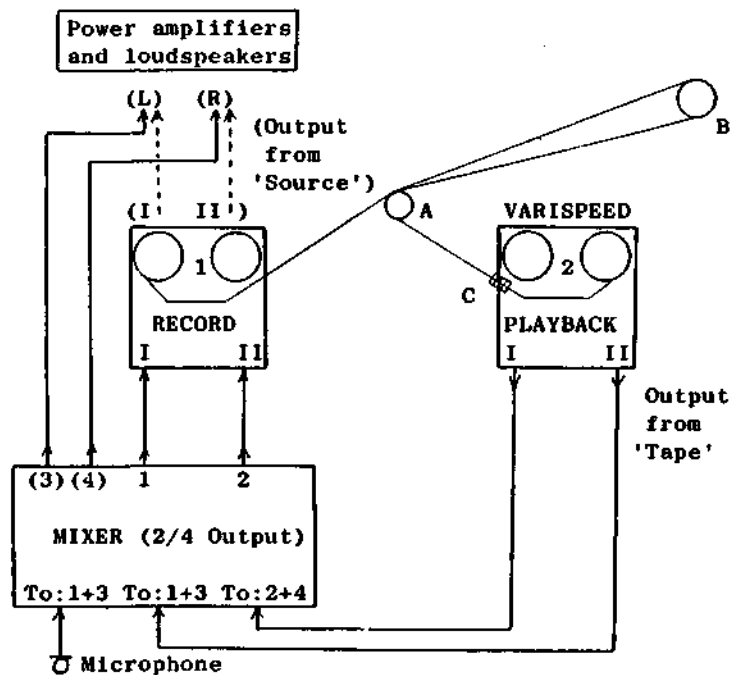 Power amplifiers
and loudspeakers
(L) (R)
(Output
from
'Source')
B
A
(I II )
VARISPEED
1
2
C
RECORD
PLAYBACK
I II
I II
Output
from
'Tape'
(3) (4) 1 2
MIXER (2/4 Output)
To:1+3 To:1+3 To:2+4
Microphone